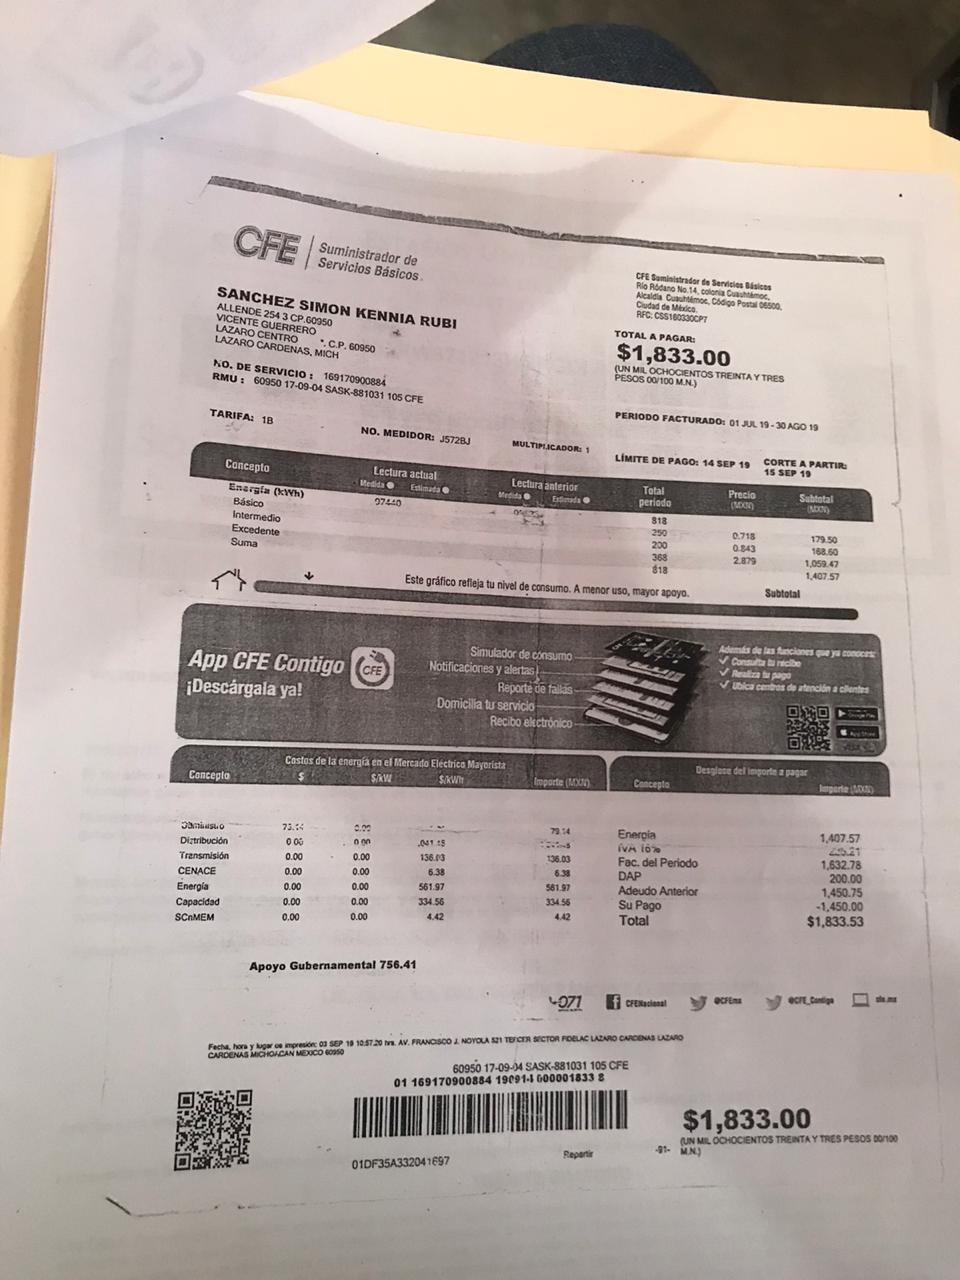 CFE Suministrador de
Servicios Básicos
CFE Suministrador de Servicios Básicos
Río Ródano No.14, colonia Cuauhtémoc,
Alcaldía Cuauhtémoc, Código Postal 06500,
Ciudad de México.
RFC: CSS160330CP7
SANCHEZ SIMON KENNIA RUBI
ALLENDE 254 3 CP.60950
VICENTE GUERRERO
LAZARO CENTRO *. C.P. 60950
LAZARO CARDENAS, MICH
TOTAL A PAGAR:
$1,833.00
(UN MIL OCHOCIENTOS TREINTA Y TRES
PESOS 00/100 M.N.)
NO. DE SERVICIO : 169170900884
RMU : 60950 17-09-04 SASK-881031 105 CFE
PERIODO FACTURADO: 01 JUL 19 - 30 AGO 19
TARIFA: 1B NO. MEDIDOR: J572BJ MULTIPLICADOR: 1
LÍMITE DE PAGO: 14 SEP 19 CORTE A PARTIR:
15 SEP 19
Concepto Lectura actual Lectura anterior Total Precio Subtotal
Medida Estimada Medida Estimada periodo (MXN) (MXN)
Energía (kWh) 97440 818
Básico 250 0.718 179.50
Intermedio 200 0.843 168.60
Excedente 368 2.879 1,059.47
Suma 818 1,407.57
Este gráfico refleja tu nivel de consumo. A menor uso, mayor apoyo. Subtotal
App CFE Contigo CFE
¡Descárgala ya!
Simulador de consumo
Notificaciones y alertas
Reporte de fallas
Domicilia tu servicio
Recibo electrónico
Además de las funciones que ya conoces:
✓ Consulta tu recibo
✓ Realiza tu pago
✓ Ubica centros de atención a clientes
Google Play
App Store
Costos de la energía en el Mercado Eléctrico Mayorista
Concepto $ $/kW $/kWh Importe (MXN)
Suministro 79.14 0.00 79.14
Distribución 0.00 0.00
Transmisión 0.00 0.00 136.03 136.03
CENACE 0.00 0.00 6.38 6.38
Energía 0.00 0.00 561.97 561.97
Capacidad 0.00 0.00 334.56 334.56
SCnMEM 0.00 0.00 4.42 4.42
Desglose del importe a pagar
Concepto Importe (MXN)
Energía 1,407.57
IVA 16% 225.21
Fac. del Periodo 1,632.78
DAP 200.00
Adeudo Anterior 1,450.75
Su Pago -1,450.00
Total $1,833.53
Apoyo Gubernamental 756.41
071 CFENacional @CFEmx @CFE_Contigo
Fecha, hora y lugar de impresión: 03 SEP 19 10:57:20 hrs. AV. FRANCISCO J. NOYOLA 521 TERCER SECTOR FIDELAC LAZARO CARDENAS LAZARO
CARDENAS MICHOACAN MEXICO 60950
60950 17-09-04 SASK-881031 105 CFE
01 169170900884 190914 000001833 8
01DF35A332041697
Repartir
$1,833.00
-91- (UN MIL OCHOCIENTOS TREINTA Y TRES PESOS 00/100
M.N.)